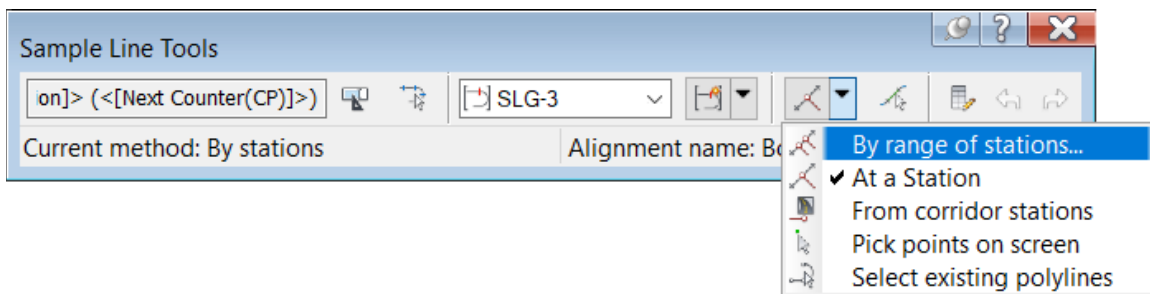 Sample Line Tools
ion]> (<[Next Counter(CP)]>) SLG-3
Current method: By stations Alignment name: Bo
By range of stations...
At a Station
From corridor stations
Pick points on screen
Select existing polylines